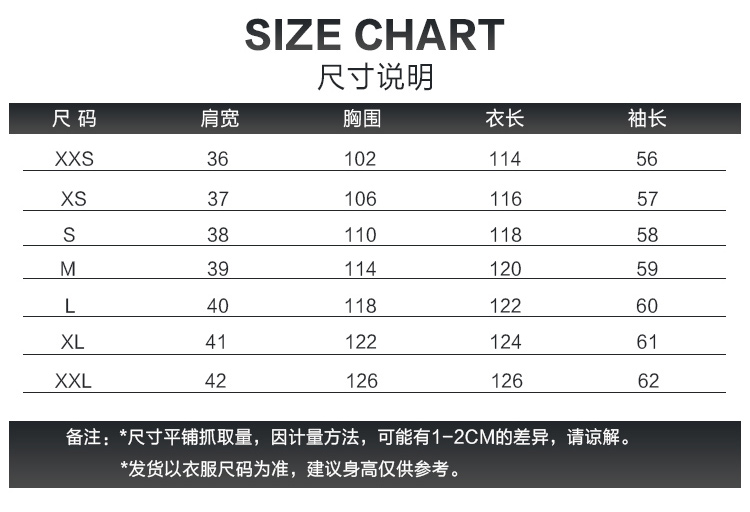 SIZE CHART
尺寸说明
尺 码 肩宽 胸围 衣长 袖长
XXS 36 102 114 56
XS 37 106 116 57
S 38 110 118 58
M 39 114 120 59
L 40 118 122 60
XL 41 122 124 61
XXL 42 126 126 62
备注：*尺寸平铺抓取量，因计量方法，可能有1-2CM的差异，请谅解。
*发货以衣服尺码为准，建议身高仅供参考。